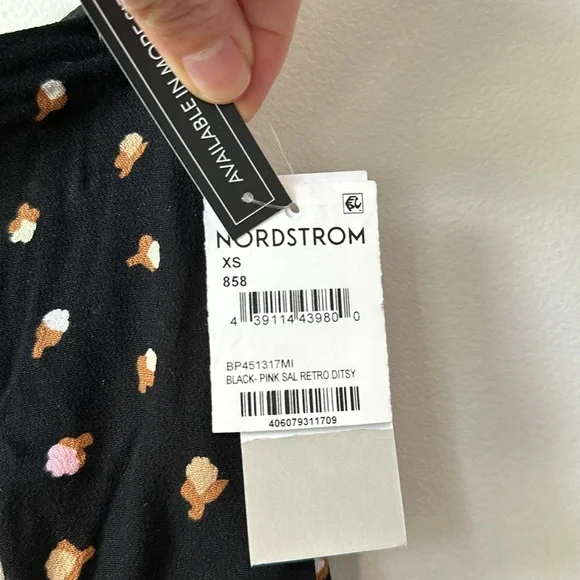 AVAILABLE IN MORE
NORDSTROM
XS
858
4 39114 43980 0
BP451317MI
BLACK- PINK SAL RETRO DITSY
406079311709